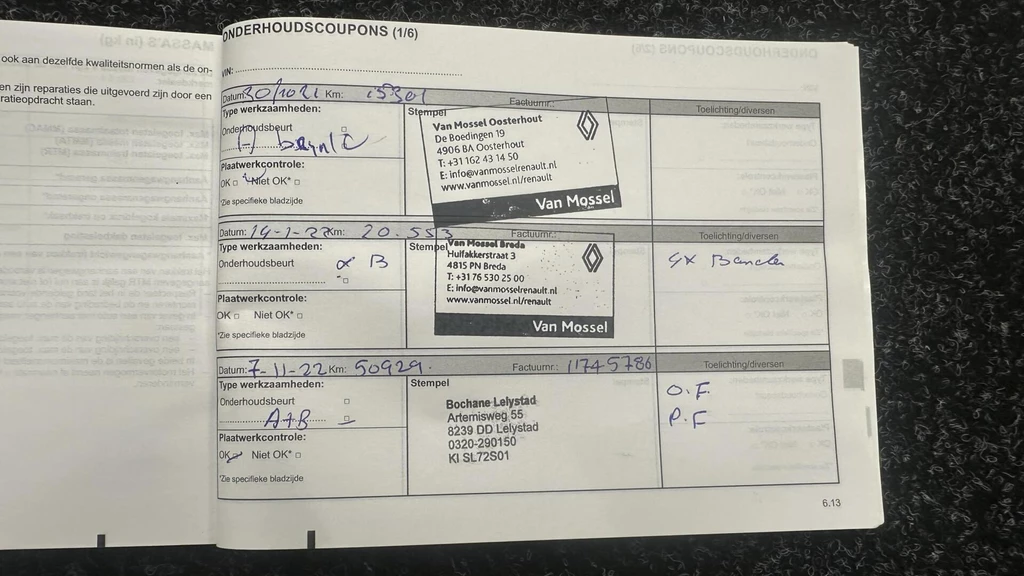 ook aan dezelfde kwaliteitsnormen als de on-
en zijn reparaties die uitgevoerd zijn door een
ratieopdracht staan.
ONDERHOUDSCOUPONS (1/6)
VIN:
Datum: 20/10 21 Km: 15301 Factuurnr.: Toelichting/diversen
Type werkzaamheden:
Onderhoudsbeurt
Plaatwerkcontrole:
OK Niet OK*
*Zie specifieke bladzijde
Stempel
Van Mossel Oosterhout
De Boedingen 19
4906 BA Oosterhout
T: +31 162 43 14 50
E: info@vanmosselrenault.nl
www.vanmossel.nl/renault
Van Mossel
Datum: 14-1-22 Km: 20.553 Factuurnr.: Toelichting/diversen
Type werkzaamheden:
Onderhoudsbeurt B
Plaatwerkcontrole:
OK Niet OK*
*Zie specifieke bladzijde
Stempel
Van Mossel Breda
Huifakkerstraat 3
4815 PN Breda
T: +31 76 530 25 00
E: info@vanmosselrenault.nl
www.vanmossel.nl/renault
Van Mossel
4x Banden
Datum: 7-11-22 Km: 50929. Factuurnr.: 11745786 Toelichting/diversen
Type werkzaamheden:
Onderhoudsbeurt
A+B
Plaatwerkcontrole:
OK Niet OK*
*Zie specifieke bladzijde
Stempel
Bochane Lelystad
Artemisweg 55
8239 DD Lelystad
0320-290150
KI SL72S01
O.F
P.F
6.13